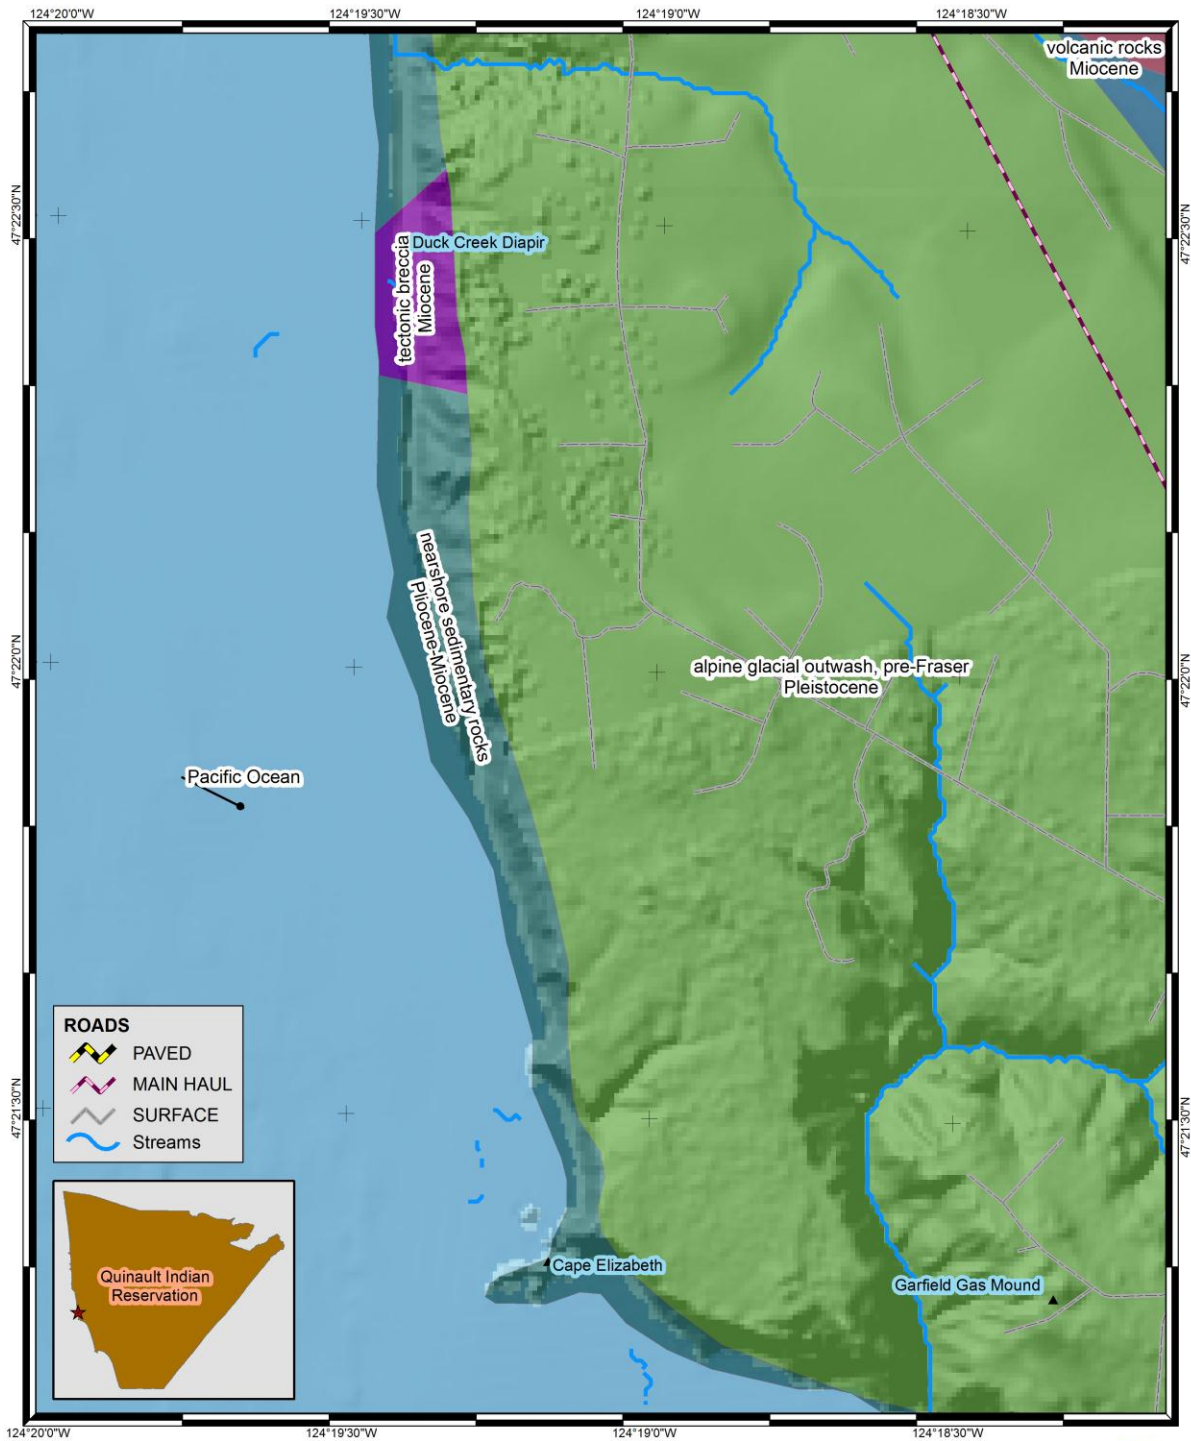 124°20'0"W
124°19'30"W
124°19'0"W
124°18'30"W
volcanic rocks
Miocene
47°22'30"N
47°22'30"N
Duck Creek Diapir
tectonic breccia
Miocene
nearshore sedimentary rocks
Pliocene-Miocene
alpine glacial outwash, pre-Fraser
Pleistocene
47°22'0"N
47°22'0"N
Pacific Ocean
ROADS
PAVED
MAIN HAUL
SURFACE
Streams
47°21'30"N
47°21'30"N
Quinault Indian
Reservation
Cape Elizabeth
Garfield Gas Mound
124°20'0"W
124°19'30"W
124°19'0"W
124°18'30"W